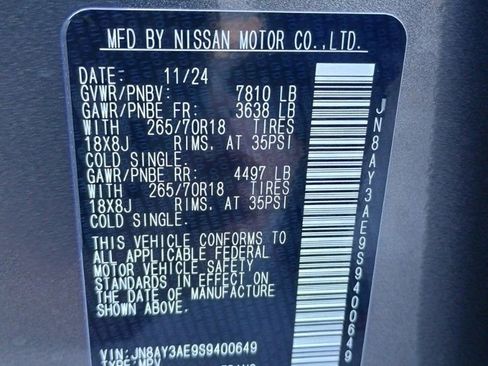 MFD BY NISSAN MOTOR CO.,LTD.
DATE: 11/24
GVWR/PNBV: 7810 LB
GAWR/PNBE FR: 3638 LB
WITH 265/70R18 TIRES
18X8J RIMS, AT 35PSI
COLD SINGLE.
GAWR/PNBE RR: 4497 LB
WITH 265/70R18 TIRES
18X8J RIMS, AT 35PSI
COLD SINGLE.
THIS VEHICLE CONFORMS TO
ALL APPLICABLE FEDERAL
MOTOR VEHICLE SAFETY
STANDARDS IN EFFECT ON
THE DATE OF MANUFACTURE
SHOWN ABOVE.
VIN: JN8AY3AE9S9400649
TYPE: MPV
JN8AY3AE9S9400649